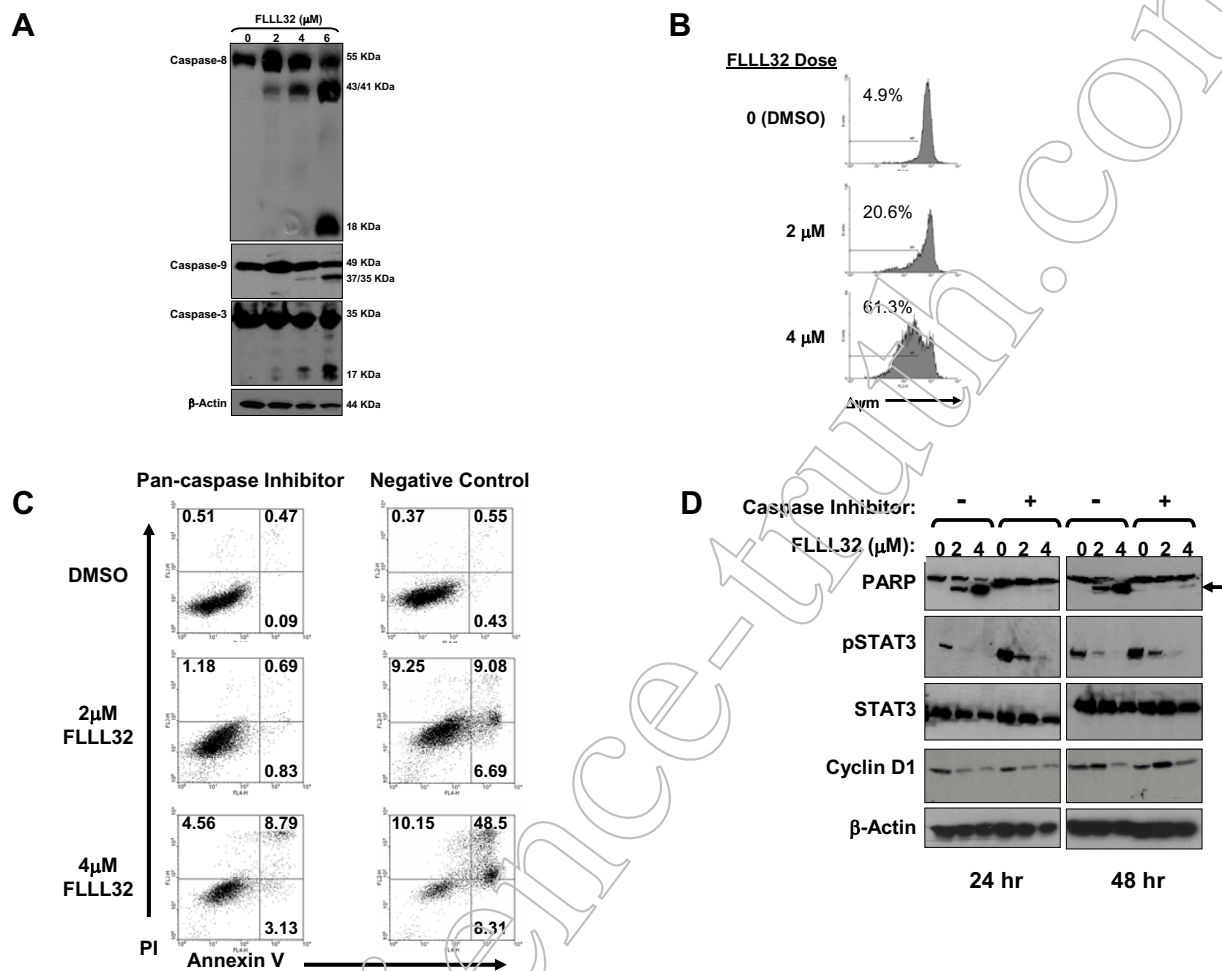 A
FLLL32 (µM)
0 2 4 6
Caspase-8
55 KDa
43/41 KDa
18 KDa
Caspase-9
49 KDa
37/35 KDa
Caspase-3
35 KDa
17 KDa
β-Actin
44 KDa
B
FLLL32 Dose
0 (DMSO)
4.9%
2 µM
20.6%
4 µM
61.3%
Δψm
C
Pan-caspase Inhibitor Negative Control
DMSO
0.51 0.47
0.09
0.37 0.55
0.43
2µM
FLLL32
1.18 0.69
0.83
9.25 9.08
6.69
4µM
FLLL32
4.56 8.79
3.13
10.15 48.5
8.31
PI
Annexin V
D
Caspase Inhibitor: - + - +
FLLL32 (µM): 0 2 4 0 2 4 0 2 4 0 2 4
PARP
pSTAT3
STAT3
Cyclin D1
β-Actin
24 hr 48 hr
ence-truth.com